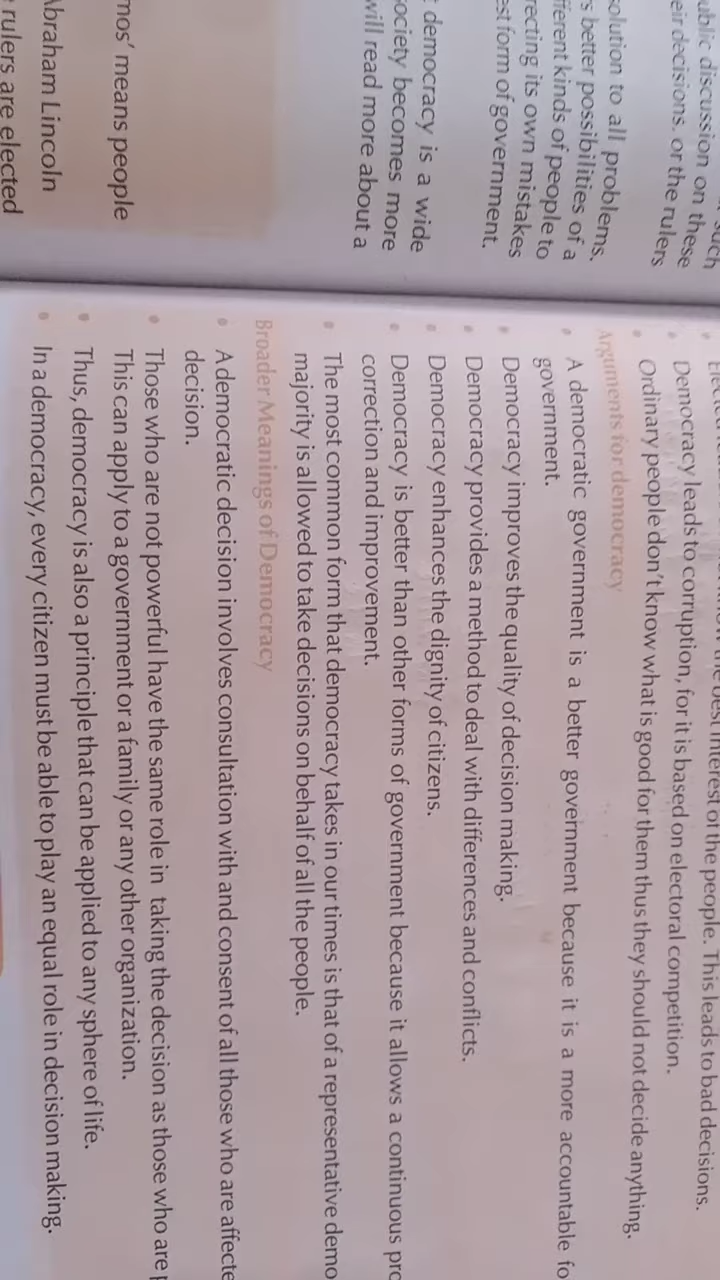 such
ublic discussion on these
eir decisions. or the rulers
solution to all problems.
's better possibilities of a
fferent kinds of people to
recting its own mistakes
est form of government.
democracy is a wide
ociety becomes more
will read more about a
mos' means people
Abraham Lincoln
rulers are elected
the best interest of the people. This leads to bad decisions.
• Democracy leads to corruption, for it is based on electoral competition.
• Ordinary people don't know what is good for them thus they should not decide anything.
Arguments for democracy
• A democratic government is a better government because it is a more accountable fo
government.
• Democracy improves the quality of decision making.
• Democracy provides a method to deal with differences and conflicts.
• Democracy enhances the dignity of citizens.
• Democracy is better than other forms of government because it allows a continuous pro
correction and improvement.
• The most common form that democracy takes in our times is that of a representative demo
majority is allowed to take decisions on behalf of all the people.
Broader Meanings of Democracy
• A democratic decision involves consultation with and consent of all those who are affecte
decision.
• Those who are not powerful have the same role in taking the decision as those who are p
This can apply to a government or a family or any other organization.
• Thus, democracy is also a principle that can be applied to any sphere of life.
• In a democracy, every citizen must be able to play an equal role in decision making.